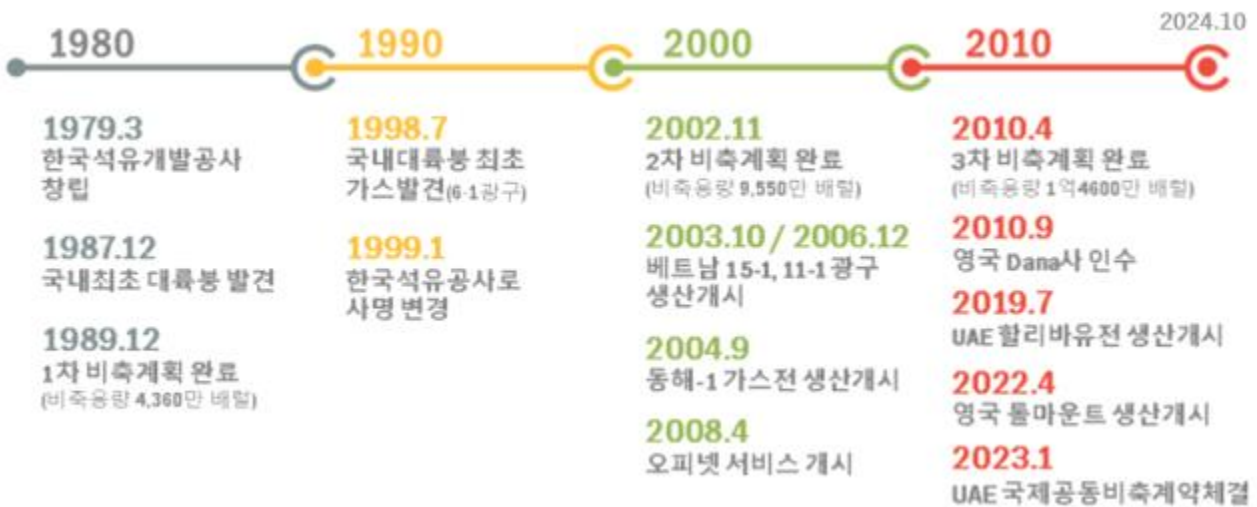 2024.10
1980
1990
2000
2010
1979.3
한국석유개발공사
창립
1987.12
국내최초 대륙붕 발견
1989.12
1차 비축계획 완료
(비축용량 4,360만 배럴)
1998.7
국내대륙붕 최초
가스발견(6-1광구)
1999.1
한국석유공사로
사명 변경
2002.11
2차 비축계획 완료
(비축용량 9,550만 배럴)
2003.10 / 2006.12
베트남 15-1, 11-1 광구
생산개시
2004.9
동해-1 가스전 생산개시
2008.4
오피넷 서비스 개시
2010.4
3차 비축계획 완료
(비축용량 1억4600만 배럴)
2010.9
영국 Dana사 인수
2019.7
UAE 할리바유전 생산개시
2022.4
영국 톨마운트 생산개시
2023.1
UAE 국제공동비축계약체결